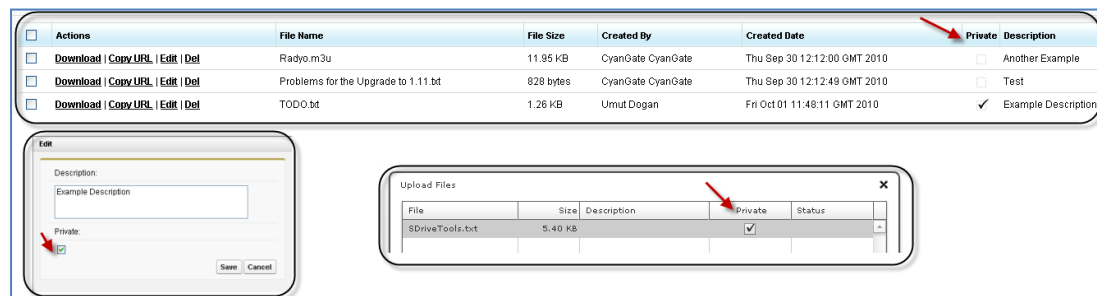 Actions File Name File Size Created By Created Date Private Description
Download | Copy URL | Edit | Del Radyo.m3u 11.95 KB CyanGate CyanGate Thu Sep 30 12:12:00 GMT 2010 Another Example
Download | Copy URL | Edit | Del Problems for the Upgrade to 1.11.txt 828 bytes CyanGate CyanGate Thu Sep 30 12:12:49 GMT 2010 Test
Download | Copy URL | Edit | Del TODO.txt 1.26 KB Umut Dogan Fri Oct 01 11:48:11 GMT 2010 Example Description
Edit
Description:
Example Description
Private:
Save Cancel
Upload Files
File Size Description Private Status
SDriveTools.txt 5.40 KB